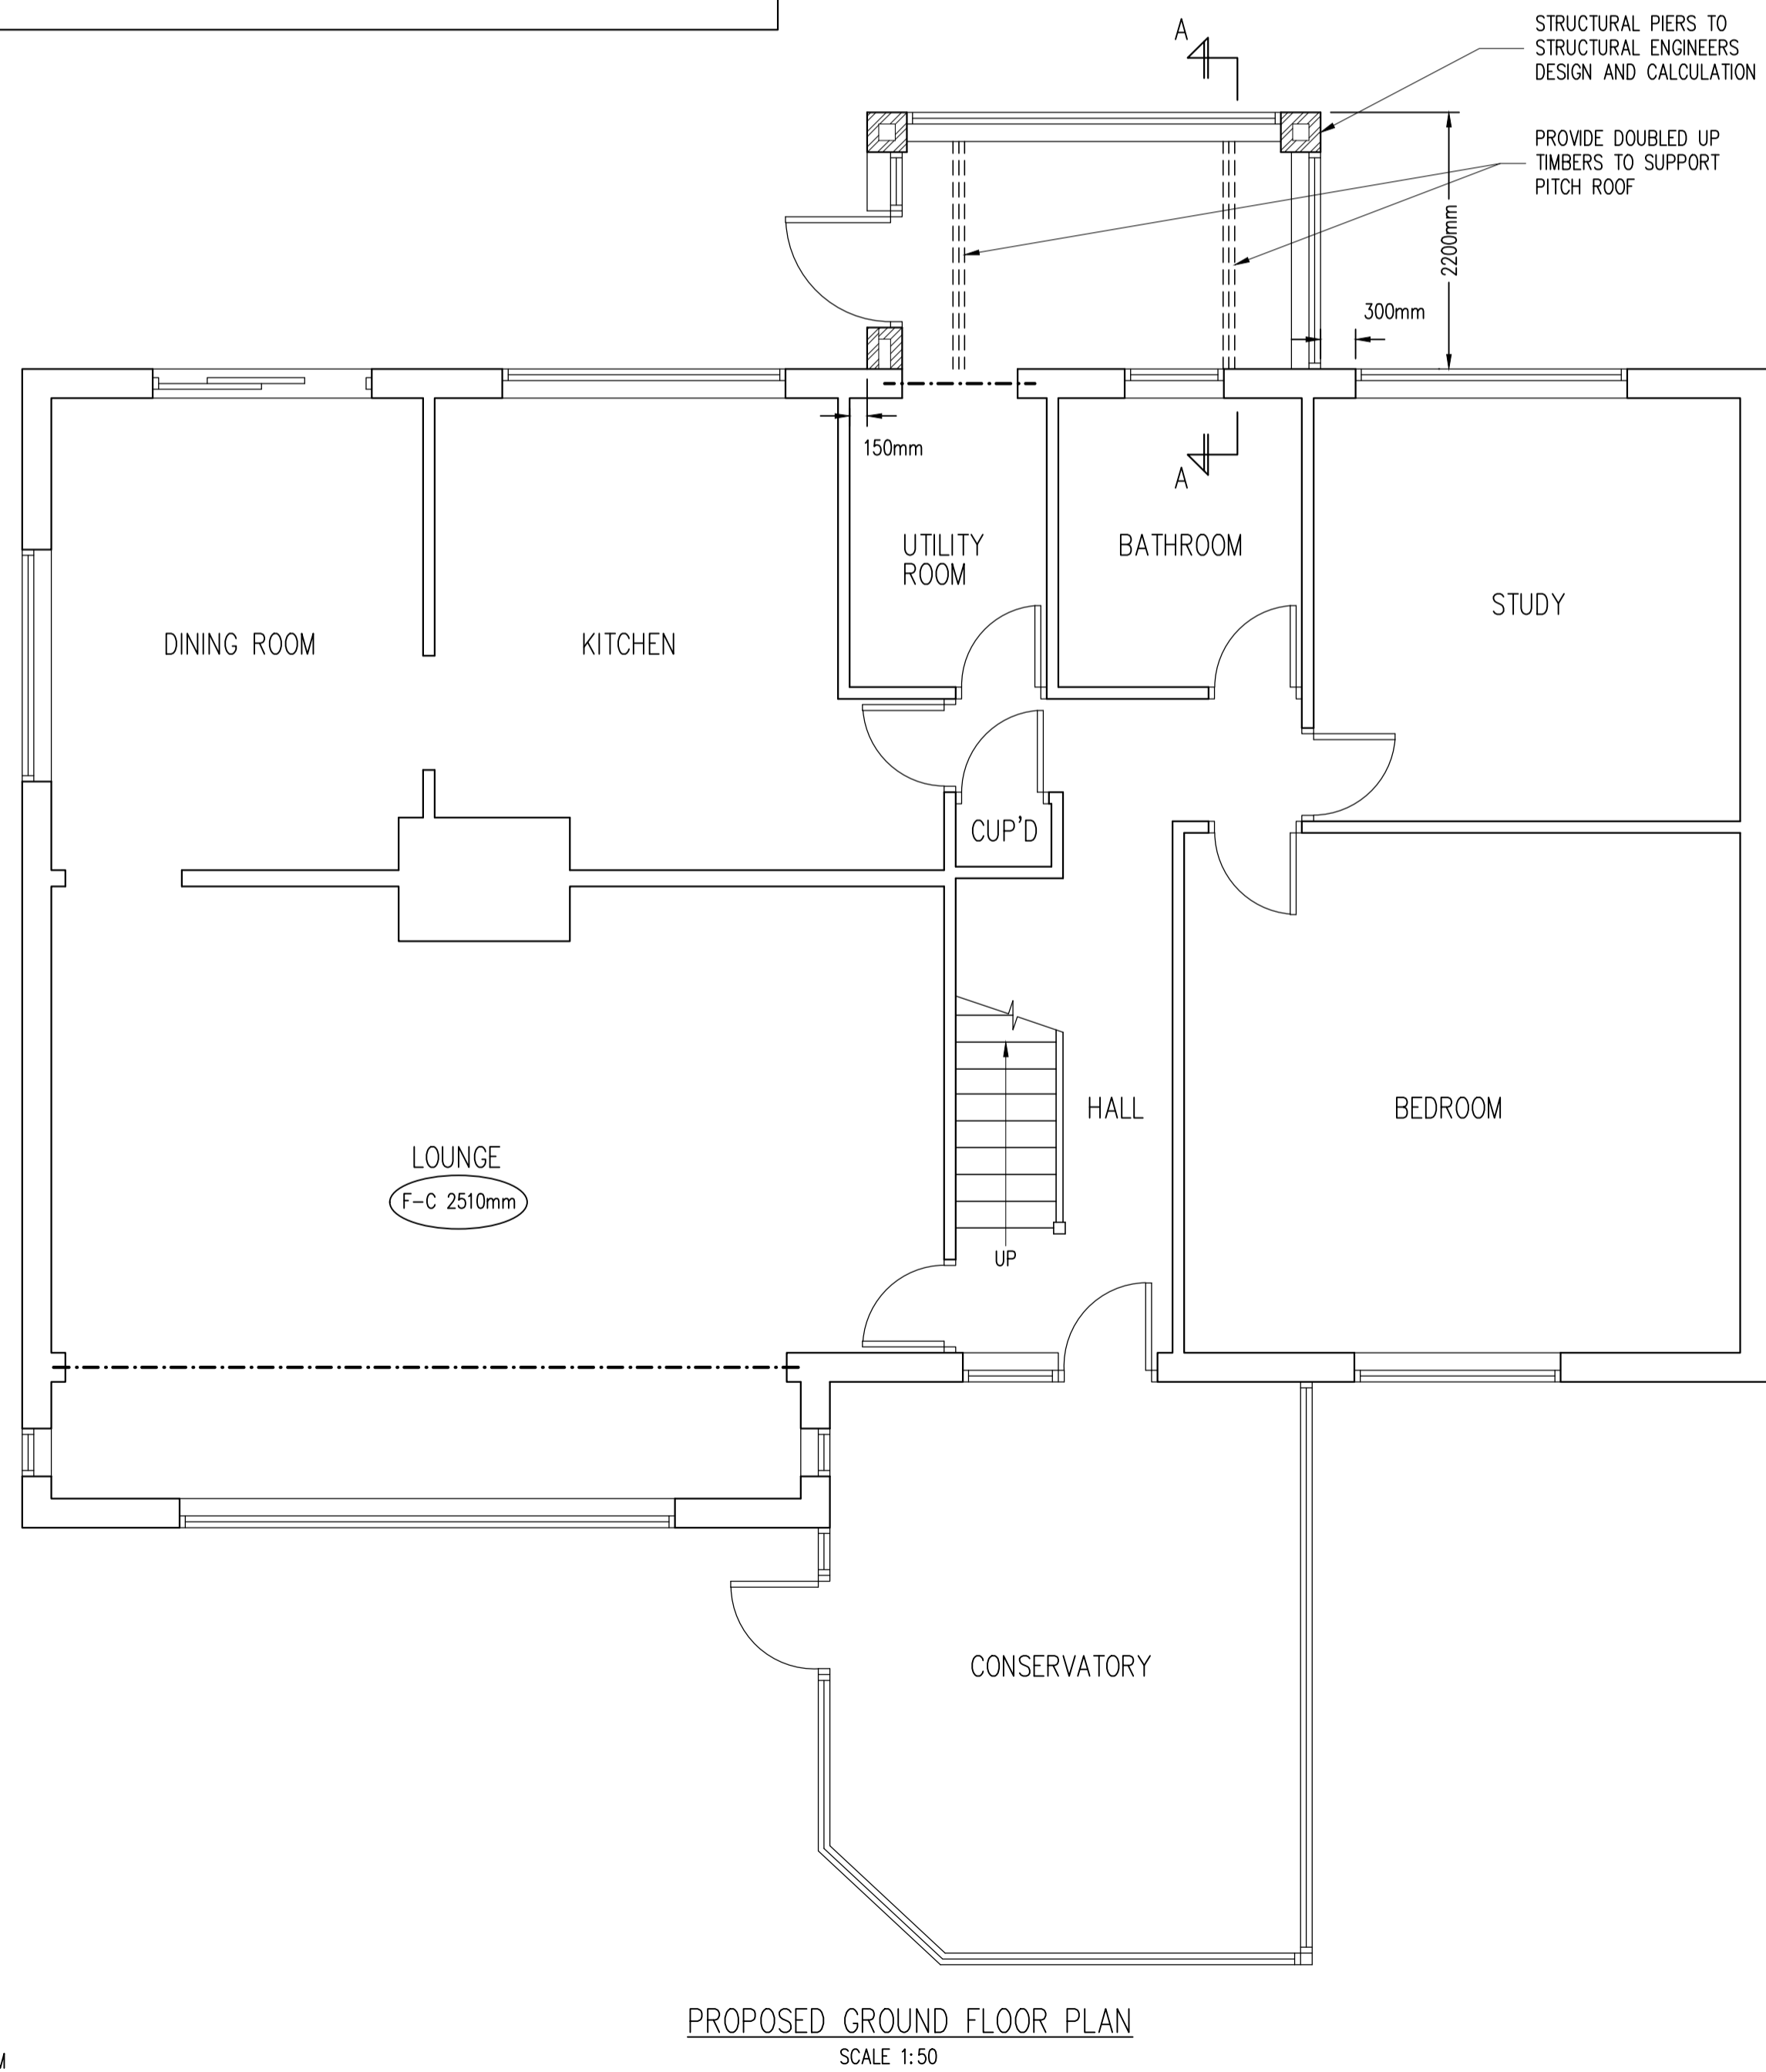 A
STRUCTURAL PIERS TO
STRUCTURAL ENGINEERS
DESIGN AND CALCULATION
PROVIDE DOUBLED UP
TIMBERS TO SUPPORT
PITCH ROOF
2200mm
300mm
150mm
A
UTILITY
ROOM
BATHROOM
STUDY
DINING ROOM
KITCHEN
CUP'D
HALL
BEDROOM
LOUNGE
F-C 2510mm
UP
CONSERVATORY
PROPOSED GROUND FLOOR PLAN
SCALE 1:50